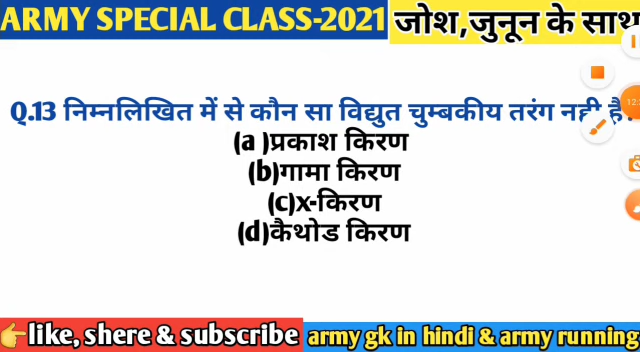 ARMY SPECIAL CLASS-2021 जोश,जुनून के साथ
Q.13 निम्नलिखित में से कौन सा विद्युत चुम्बकीय तरंग नही है
(a )प्रकाश किरण
(b)गामा किरण
(c)x-किरण
(d)कैथोड किरण
like, shere & subscribe army gk in hindi & army running